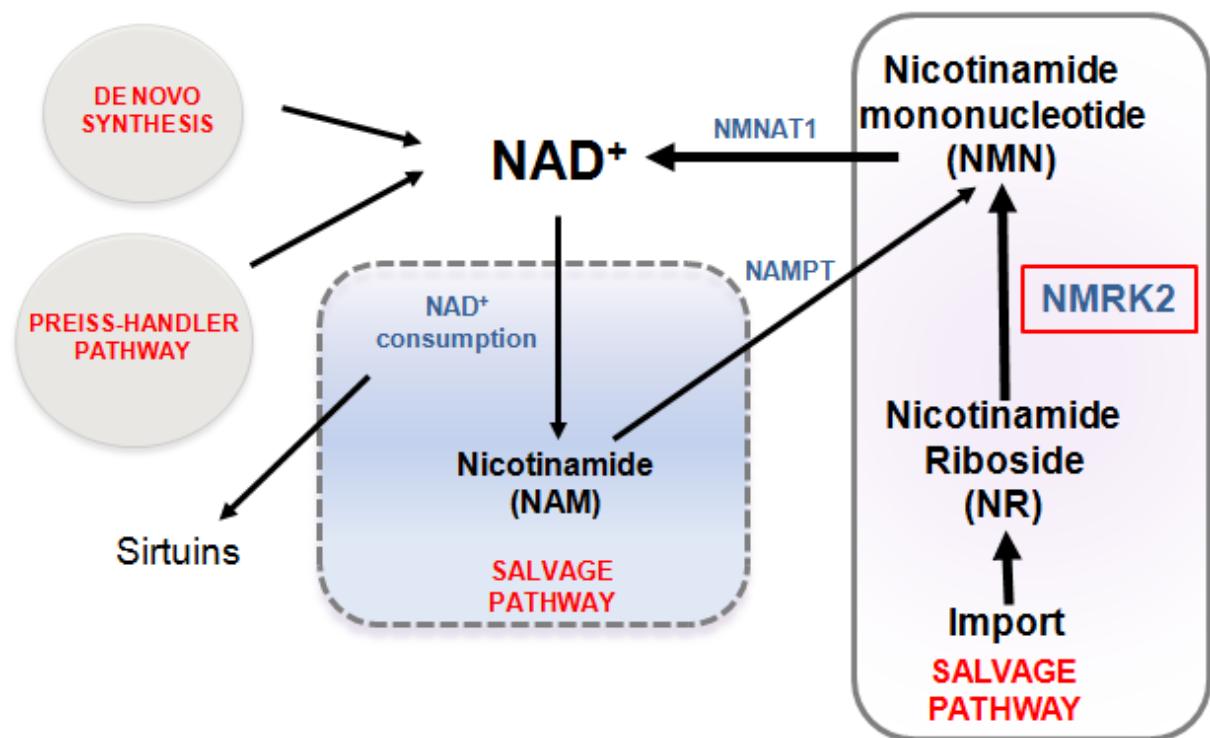 DE NOVO
SYNTHESIS
PREISS-HANDLER
PATHWAY
NAD⁺
NMNAT1
Nicotinamide
mononucleotide
(NMN)
NAMPT
NMRK2
NAD⁺
consumption
Nicotinamide
(NAM)
SALVAGE
PATHWAY
Sirtuins
Nicotinamide
Riboside
(NR)
Import
SALVAGE
PATHWAY